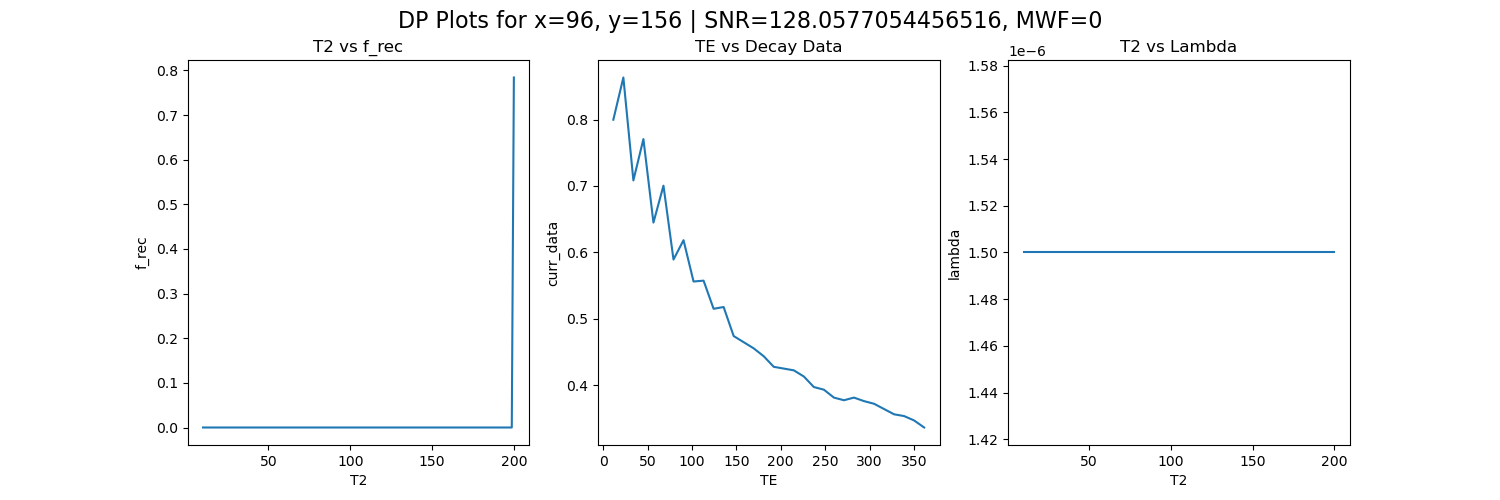 DP Plots for x=96, y=156 | SNR=128.0577054456516, MWF=0
T2 vs f_rec
0.8
0.7
0.6
0.5
0.4
0.3
0.2
0.1
0.0
f_rec
50 100 150 200
T2
TE vs Decay Data
0.8
0.7
0.6
0.5
0.4
curr_data
0 50 100 150 200 250 300 350
TE
T2 vs Lambda
1e−6
1.58
1.56
1.54
1.52
1.50
1.48
1.46
1.44
1.42
lambda
50 100 150 200
T2